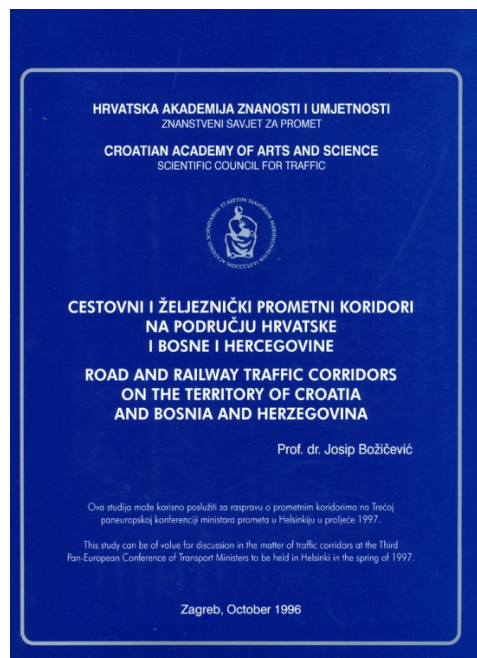 HRVATSKA AKADEMIJA ZNANOSTI I UMJETNOSTI
ZNANSTVENI SAVJET ZA PROMET
CROATIAN ACADEMY OF ARTS AND SCIENCE
SCIENTIFIC COUNCIL FOR TRAFFIC
CESTOVNI I ŽELJEZNIČKI PROMETNI KORIDORI
NA PODRUČJU HRVATSKE
I BOSNE I HERCEGOVINE
ROAD AND RAILWAY TRAFFIC CORRIDORS
ON THE TERRITORY OF CROATIA
AND BOSNIA AND HERZEGOVINA
Prof. dr. Josip Božičević
Ova studija može korisno poslužiti za raspravu o prometnim koridorima na Trećoj
paneuropskoj konferenciji ministara prometa u Helsinkiju u proljeće 1997.
This study can be of value for discussion in the matter of traffic corridors at the Third
Pan-European Conference of Transport Ministers to be held in Helsinki in the spring of 1997.
Zagreb, October 1996